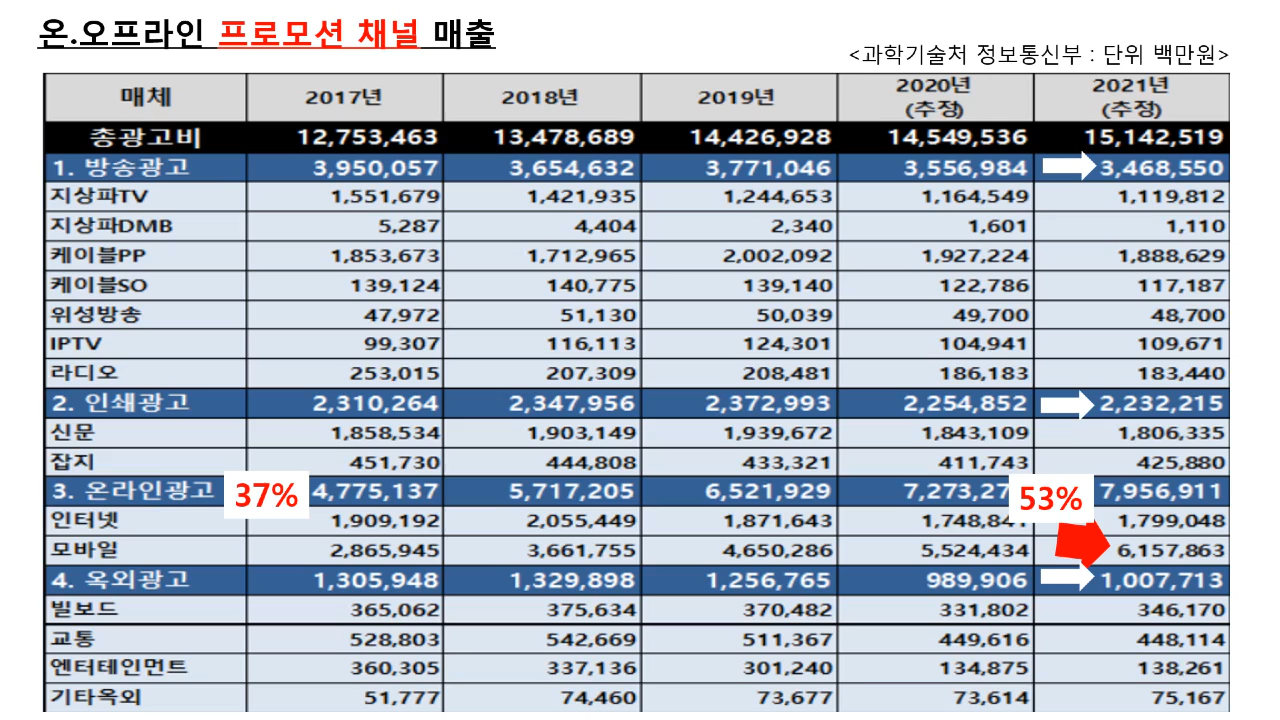 온.오프라인 프로모션 채널 매출
<과학기술처 정보통신부 : 단위 백만원>
매체 2017년 2018년 2019년 2020년 (추정) 2021년 (추정)
총광고비 12,753,463 13,478,689 14,426,928 14,549,536 15,142,519
1. 방송광고 3,950,057 3,654,632 3,771,046 3,556,984 3,468,550
지상파TV 1,551,679 1,421,935 1,244,653 1,164,549 1,119,812
지상파DMB 5,287 4,404 2,340 1,601 1,110
케이블PP 1,853,673 1,712,965 2,002,092 1,927,224 1,888,629
케이블SO 139,124 140,775 139,140 122,786 117,187
위성방송 47,972 51,130 50,039 49,700 48,700
IPTV 99,307 116,113 124,301 104,941 109,671
라디오 253,015 207,309 208,481 186,183 183,440
2. 인쇄광고 2,310,264 2,347,956 2,372,993 2,254,852 2,232,215
신문 1,858,534 1,903,149 1,939,672 1,843,109 1,806,335
잡지 451,730 444,808 433,321 411,743 425,880
3. 온라인광고 37% 4,775,137 5,717,205 6,521,929 53% 7,956,911
인터넷 1,909,192 2,055,449 1,871,643 1,799,048
모바일 2,865,945 3,661,755 4,650,286 5,524,434 6,157,863
4. 옥외광고 1,305,948 1,329,898 1,256,765 989,906 1,007,713
빌보드 365,062 375,634 370,482 331,802 346,170
교통 528,803 542,669 511,367 449,616 448,114
엔터테인먼트 360,305 337,136 301,240 134,875 138,261
기타옥외 51,777 74,460 73,677 73,614 75,167